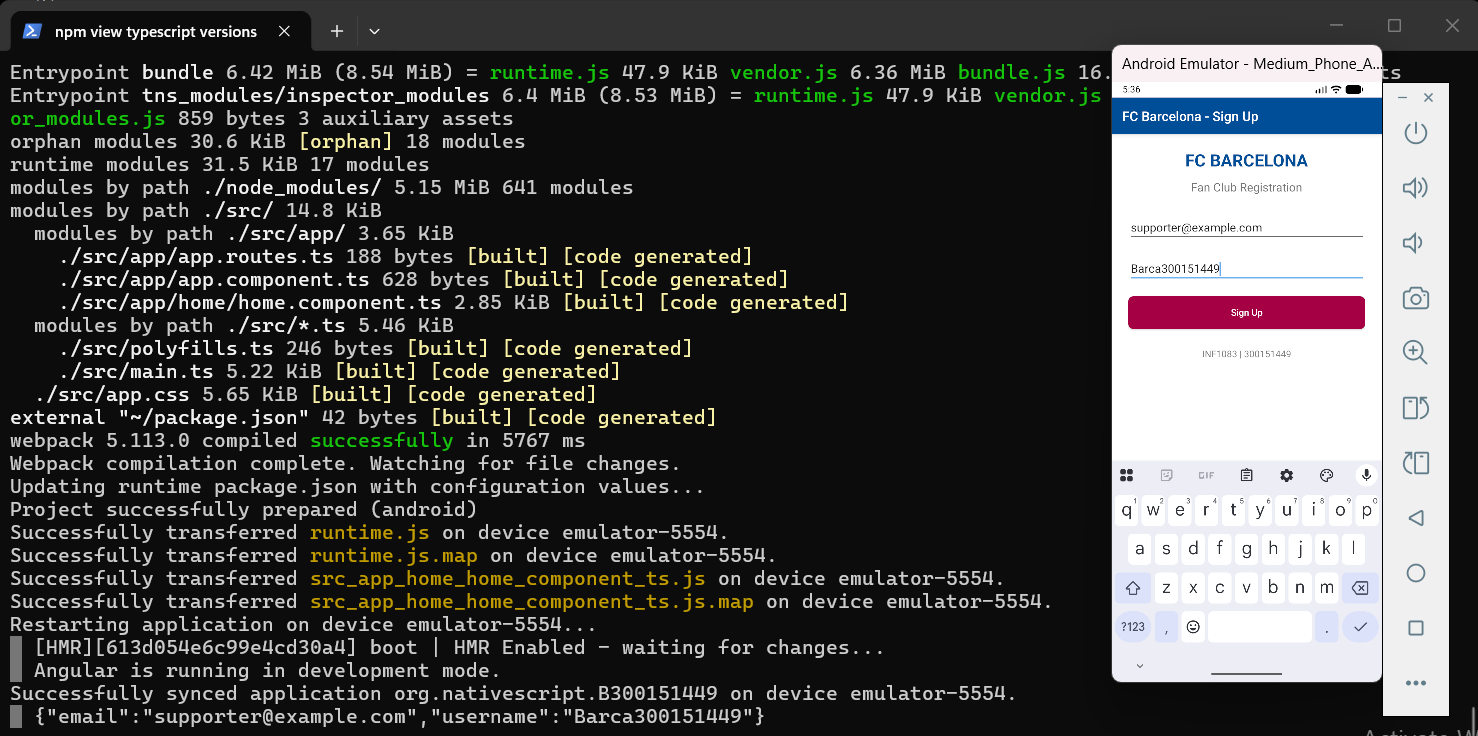 npm view typescript versions
Entrypoint bundle 6.42 MiB (8.54 MiB) = runtime.js 47.9 KiB vendor.js 6.36 MiB bundle.js 16.
Entrypoint tns_modules/inspector_modules 6.4 MiB (8.53 MiB) = runtime.js 47.9 KiB vendor.js
or_modules.js 859 bytes 3 auxiliary assets
orphan modules 30.6 KiB [orphan] 18 modules
runtime modules 31.5 KiB 17 modules
modules by path ./node_modules/ 5.15 MiB 641 modules
modules by path ./src/ 14.8 KiB
modules by path ./src/app/ 3.65 KiB
./src/app/app.routes.ts 188 bytes [built] [code generated]
./src/app/app.component.ts 628 bytes [built] [code generated]
./src/app/home/home.component.ts 2.85 KiB [built] [code generated]
modules by path ./src/*.ts 5.46 KiB
./src/polyfills.ts 246 bytes [built] [code generated]
./src/main.ts 5.22 KiB [built] [code generated]
./src/app.css 5.65 KiB [built] [code generated]
external "~/package.json" 42 bytes [built] [code generated]
webpack 5.113.0 compiled successfully in 5767 ms
Webpack compilation complete. Watching for file changes.
Updating runtime package.json with configuration values...
Project successfully prepared (android)
Successfully transferred runtime.js on device emulator-5554.
Successfully transferred runtime.js.map on device emulator-5554.
Successfully transferred src_app_home_home_component_ts.js on device emulator-5554.
Successfully transferred src_app_home_home_component_ts.js.map on device emulator-5554.
Restarting application on device emulator-5554...
[HMR][613d054e6c99e4cd30a4] boot | HMR Enabled - waiting for changes...
Angular is running in development mode.
Successfully synced application org.nativescript.B300151449 on device emulator-5554.
{"email":"supporter@example.com","username":"Barca300151449"}
Android Emulator - Medium_Phone_A...
5:36
FC Barcelona - Sign Up
FC BARCELONA
Fan Club Registration
supporter@example.com
Barca300151449
Sign Up
INF1083 | 300151449
GIF
q1 w2 e3 r4 t5 y6 u7 i8 o9 p0
a s d f g h j k l
z x c v b n m
?123 , .